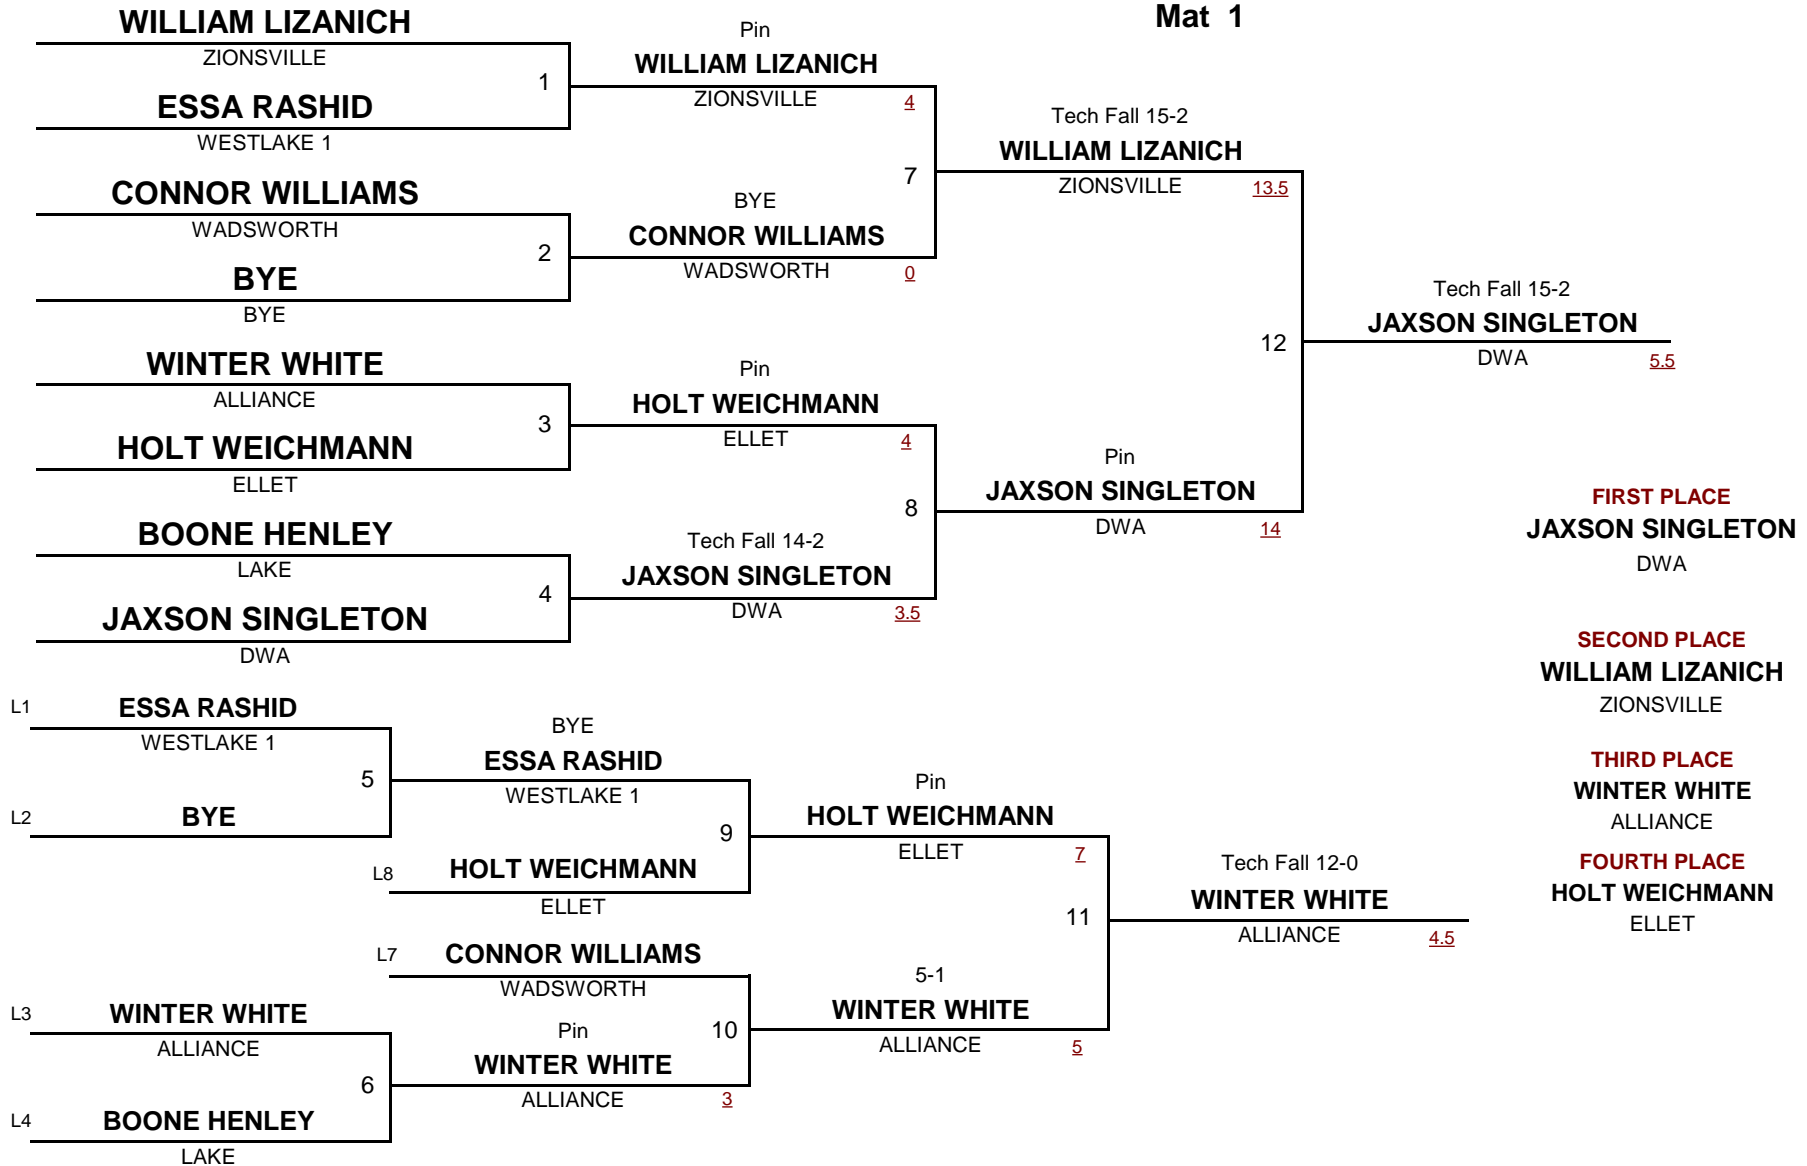 Mat 1
WILLIAM LIZANICH
ZIONSVILLE
1
ESSA RASHID
WESTLAKE 1
CONNOR WILLIAMS
WADSWORTH
2
BYE
BYE
WINTER WHITE
ALLIANCE
3
HOLT WEICHMANN
ELLET
BOONE HENLEY
LAKE
4
JAXSON SINGLETON
DWA
Pin
WILLIAM LIZANICH
ZIONSVILLE 4
7
BYE
CONNOR WILLIAMS
WADSWORTH 0
Pin
HOLT WEICHMANN
ELLET 4
8
Tech Fall 14-2
JAXSON SINGLETON
DWA 3.5
Tech Fall 15-2
WILLIAM LIZANICH
ZIONSVILLE 13.5
12
Pin
JAXSON SINGLETON
DWA 14
Tech Fall 15-2
JAXSON SINGLETON
DWA 5.5
FIRST PLACE
JAXSON SINGLETON
DWA
SECOND PLACE
WILLIAM LIZANICH
ZIONSVILLE
THIRD PLACE
WINTER WHITE
ALLIANCE
FOURTH PLACE
HOLT WEICHMANN
ELLET
L1 ESSA RASHID
WESTLAKE 1
5
L2 BYE
L3 WINTER WHITE
ALLIANCE
6
L4 BOONE HENLEY
LAKE
BYE
ESSA RASHID
WESTLAKE 1
9
L8 HOLT WEICHMANN
ELLET
L7 CONNOR WILLIAMS
WADSWORTH
10
Pin
WINTER WHITE
ALLIANCE 3
Pin
HOLT WEICHMANN
ELLET 7
11
5-1
WINTER WHITE
ALLIANCE 5
Tech Fall 12-0
WINTER WHITE
ALLIANCE 4.5